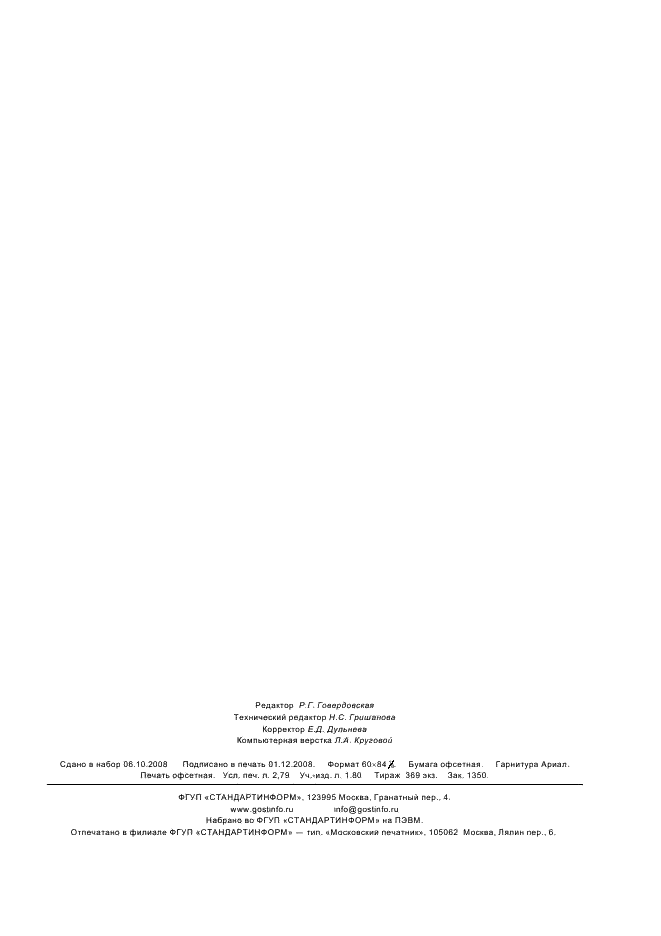 Редактор Р.Г. Говердовская
Технический редактор Н.С. Гришанова
Корректор Е.Д. Дульнева
Компьютерная верстка Л.А. Круговой
Сдано в набор 06.10.2008 Подписано в печать 01.12.2008. Формат 60×84 Бумага офсетная. Гарнитура Ариал.
Печать офсетная. Усл. печ. л. 2,79 Уч.-изд. л. 1.80 Тираж 369 экз. Зак. 1350.
ФГУП «СТАНДАРТИНФОРМ», 123995 Москва, Гранатный пер., 4.
www.gostinfo.ru info@gostinfo.ru
Набрано во ФГУП «СТАНДАРТИНФОРМ» на ПЭВМ.
Отпечатано в филиале ФГУП «СТАНДАРТИНФОРМ» — тип. «Московский печатник», 105062 Москва, Лялин пер., 6.